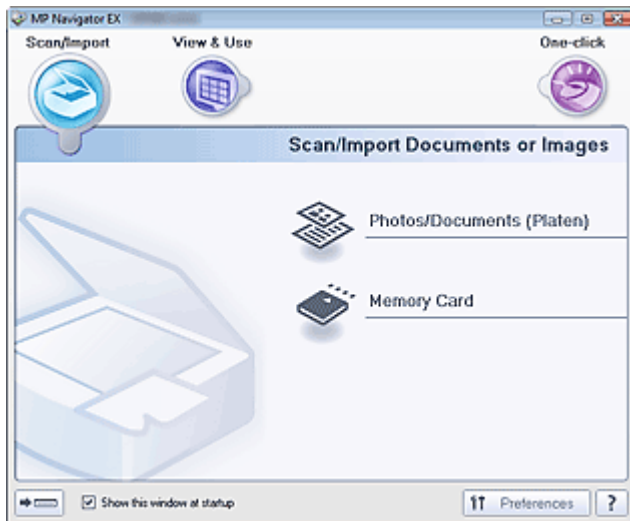 MP Navigator EX
Scan/Import View & Use One-click
Scan/Import Documents or Images
Photos/Documents (Platen)
Memory Card
Show this window at startup Preferences ?